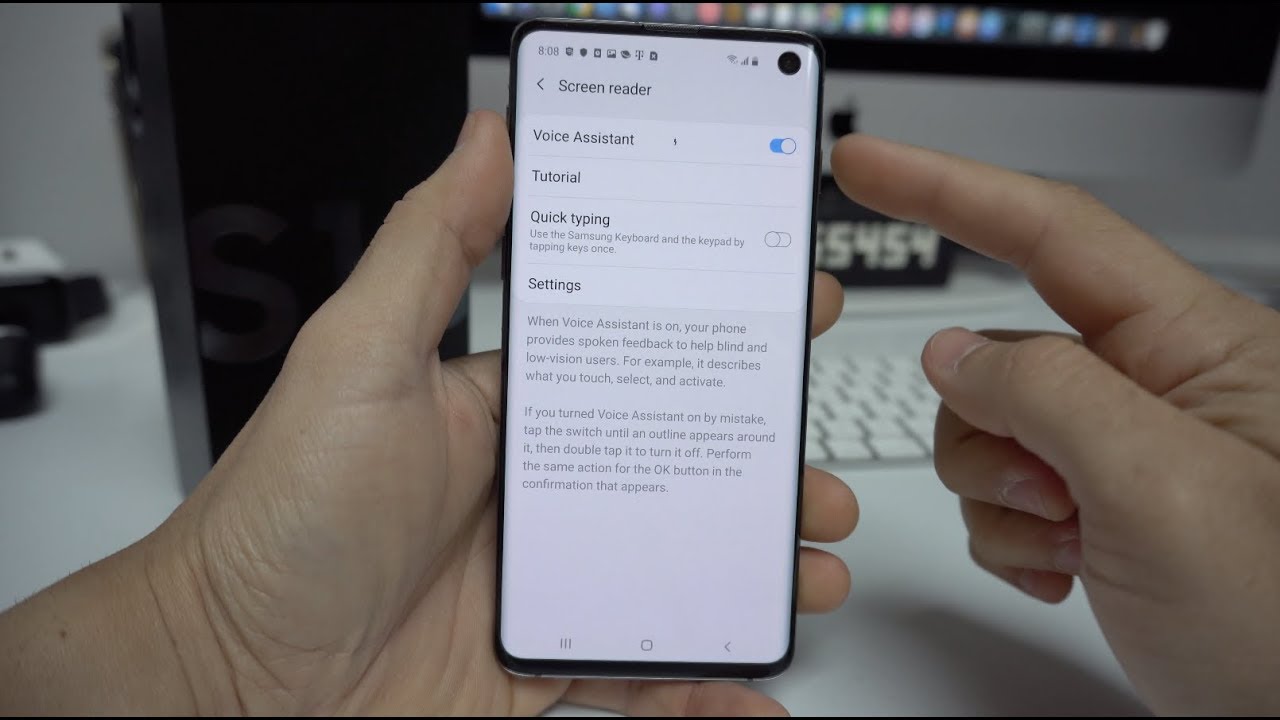 8:08
Screen reader
Voice Assistant
Tutorial
Quick typing
Use the Samsung Keyboard and the keypad by
tapping keys once.
Settings
When Voice Assistant is on, your phone
provides spoken feedback to help blind and
low-vision users. For example, it describes
what you touch, select, and activate.
If you turned Voice Assistant on by mistake,
tap the switch until an outline appears around
it, then double tap it to turn it off. Perform
the same action for the OK button in the
confirmation that appears.